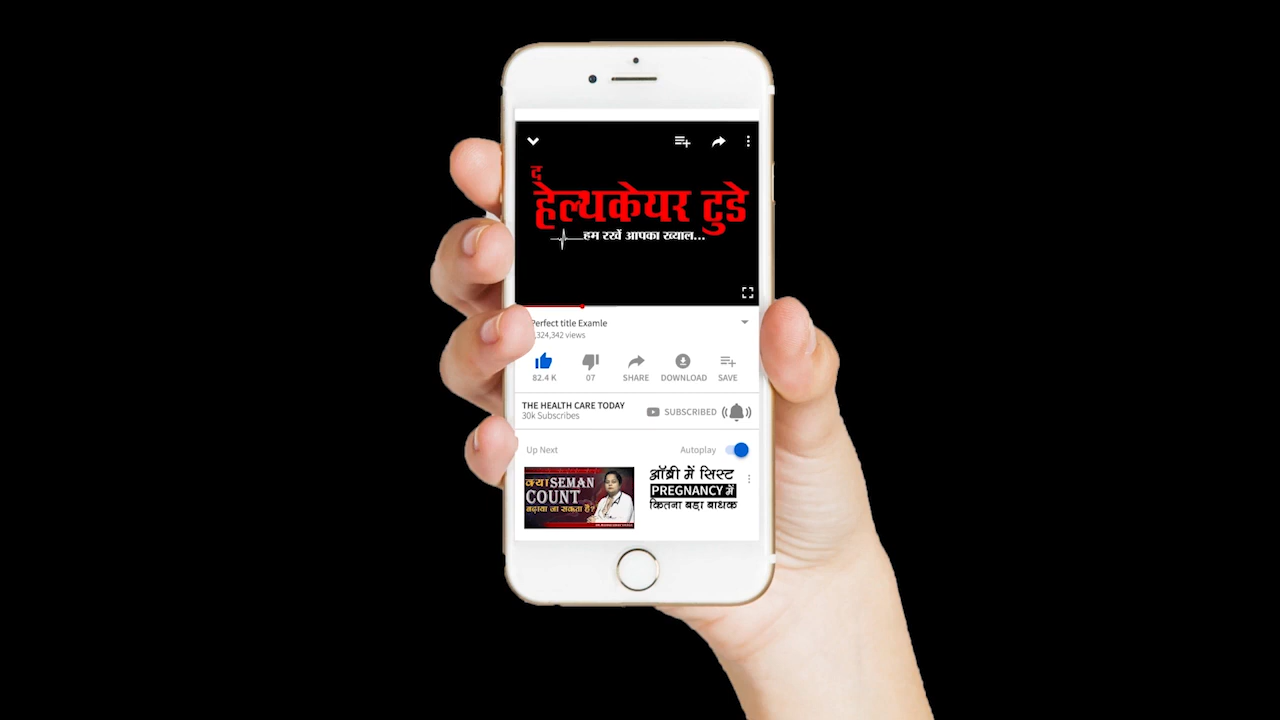 द
हेल्थकेयर टुडे
हम रखें आपका ख्याल...
Perfect title Examle
,324,342 views
82.4 K
07
SHARE
DOWNLOAD
SAVE
THE HEALTH CARE TODAY
30k Subscribes
SUBSCRIBED
Up Next
Autoplay
क्या SEMAN
COUNT
बढ़ाया जा सकता है?
ऑब्री में सिस्ट
PREGNANCY में
कितना बड़ा बाधक